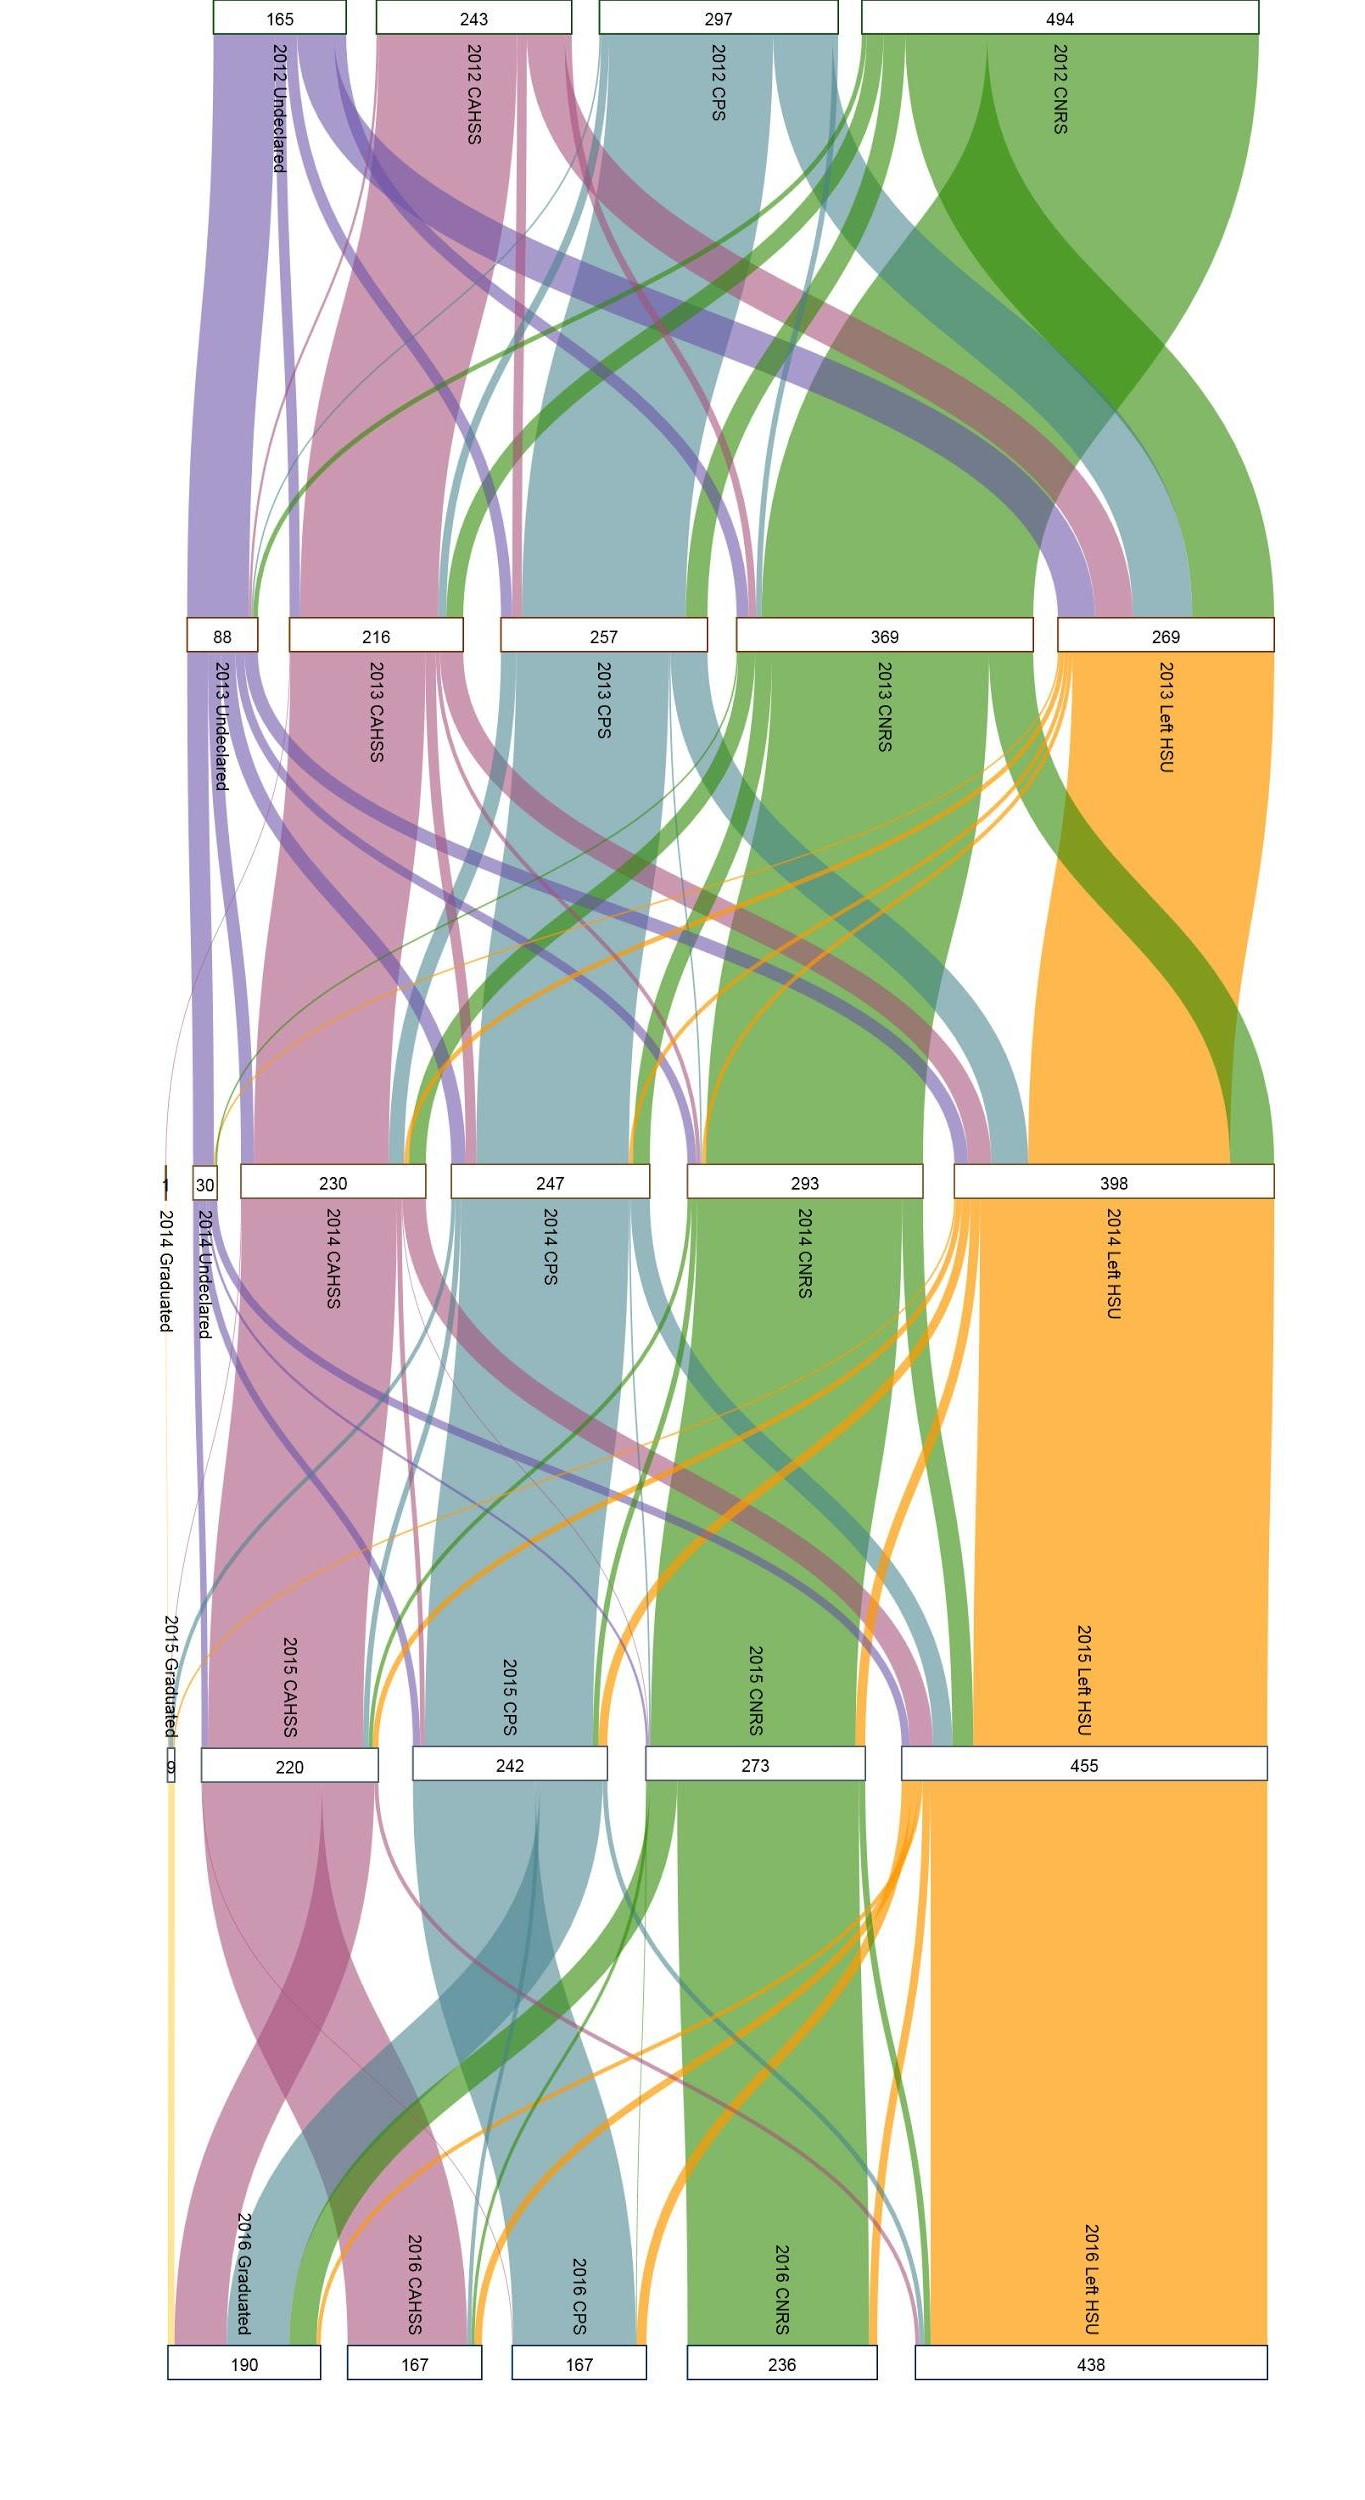 165
243
297
494
2012 Undeclared
2012 CAHSS
2012 CPS
2012 CNRS
88
216
257
369
269
2013 Undeclared
2013 CAHSS
2013 CPS
2013 CNRS
2013 Left HSU
1
30
230
247
293
398
2014 Graduated
2014 Undeclared
2014 CAHSS
2014 CPS
2014 CNRS
2014 Left HSU
2015 Graduated
2015 CAHSS
2015 CPS
2015 CNRS
2015 Left HSU
9
220
242
273
455
2016 Graduated
2016 CAHSS
2016 CPS
2016 CNRS
2016 Left HSU
190
167
167
236
438